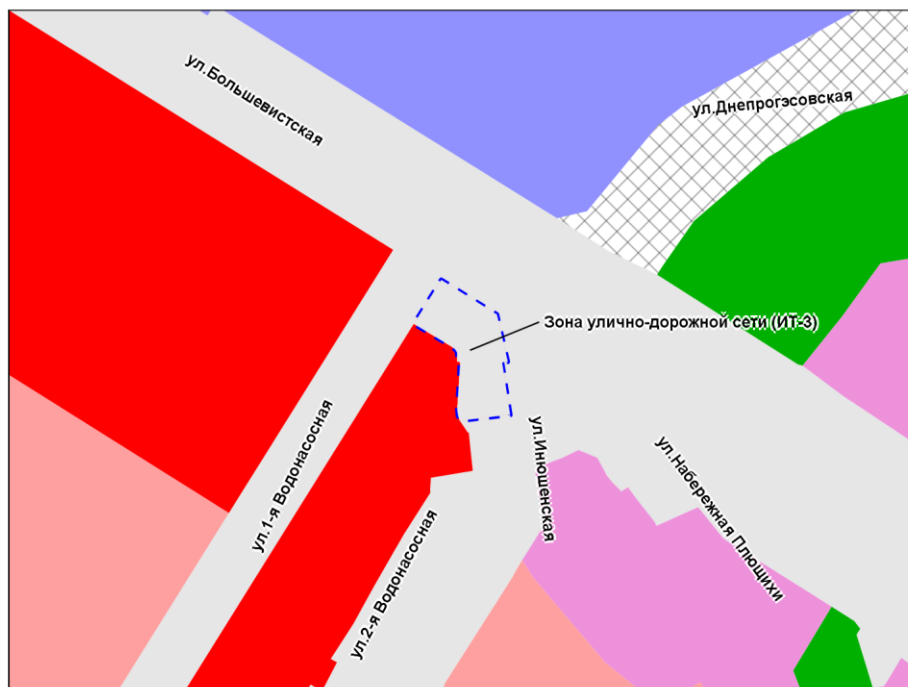 ул.Большевистская
ул.Днепрогэсовская
Зона улично-дорожной сети (ИТ-3)
ул.1-я Водонасосная
ул.2-я Водонасосная
ул.Инюшенская
ул.Набережная Плющихи